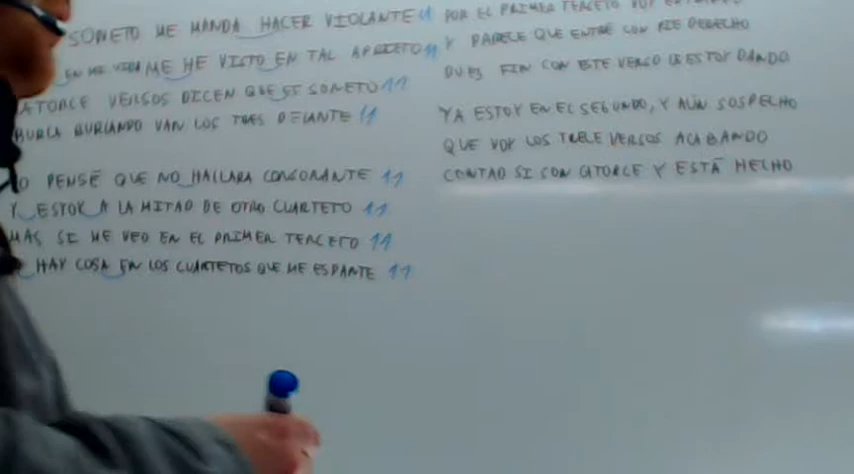 SONETO ME MANDA HACER VIOLANTE 11
EN MI VIDA ME HE VISTO EN TAL APRIETO 11
CATORCE VERSOS DICEN QUE ES SONETO 11
BURLA BURLANDO VAN LOS TRES DELANTE 11
YO PENSÉ QUE NO HALLARA CONSONANTE 11
Y ESTOY A LA MITAD DE OTRO CUARTETO 11
MAS SI ME VEO EN EL PRIMER TERCETO 11
HAY COSA EN LOS CUARTETOS QUE ME ESPANTE 11
POR EL PRIMER TERCETO VOY
Y PARECE QUE ENTRÉ CON PIE DERECHO
PUES FIN CON ESTE VERSO LE ESTOY DANDO
YA ESTOY EN EL SEGUNDO, Y AÚN SOSPECHO
QUE VOY LOS TRECE VERSOS ACABANDO
CONTAD SI SON CATORCE Y ESTÁ HECHO